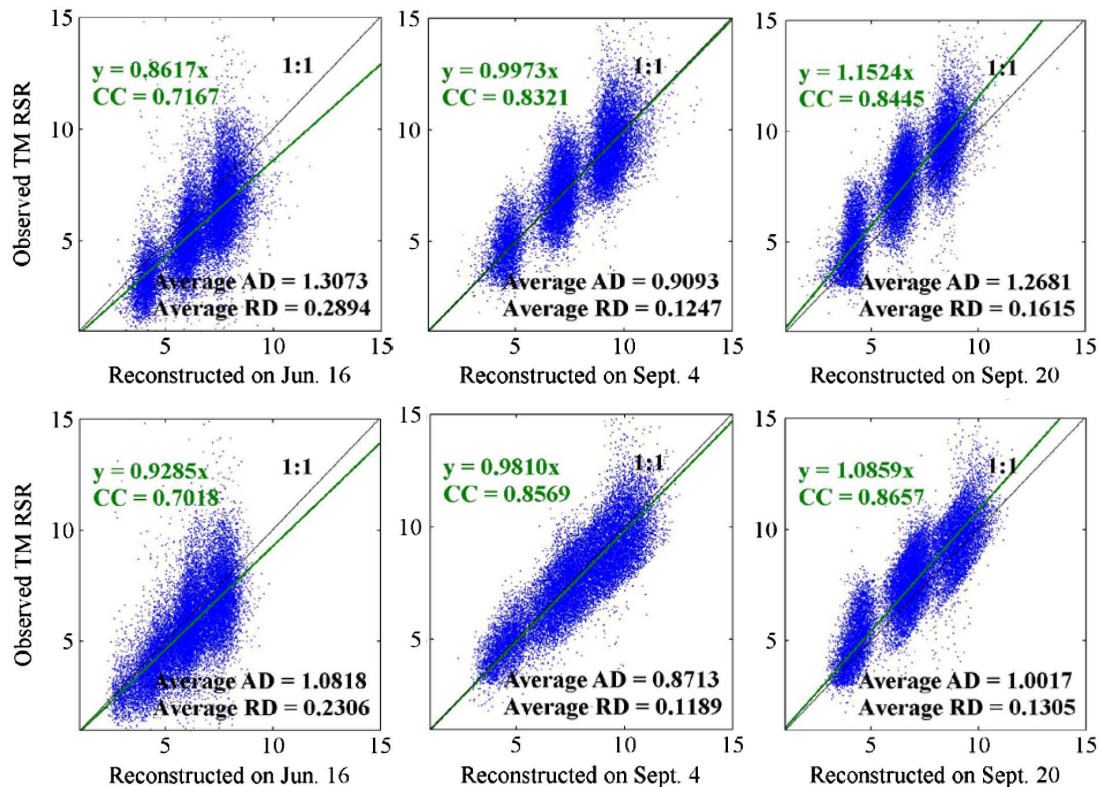 15
10
5
Observed TM RSR
y = 0.8617x
CC = 0.7167
1:1
Average AD = 1.3073
Average RD = 0.2894
5 10 15
Reconstructed on Jun. 16
15
10
5
y = 0.9973x
CC = 0.8321
1:1
Average AD = 0.9093
Average RD = 0.1247
5 10 15
Reconstructed on Sept. 4
15
10
5
y = 1.1524x
CC = 0.8445
1:1
Average AD = 1.2681
Average RD = 0.1615
5 10 15
Reconstructed on Sept. 20
15
10
5
Observed TM RSR
y = 0.9285x
CC = 0.7018
1:1
Average AD = 1.0818
Average RD = 0.2306
5 10 15
Reconstructed on Jun. 16
15
10
5
y = 0.9810x
CC = 0.8569
1:1
Average AD = 0.8713
Average RD = 0.1189
5 10 15
Reconstructed on Sept. 4
15
10
5
y = 1.0859x
CC = 0.8657
1:1
Average AD = 1.0017
Average RD = 0.1305
5 10 15
Reconstructed on Sept. 20